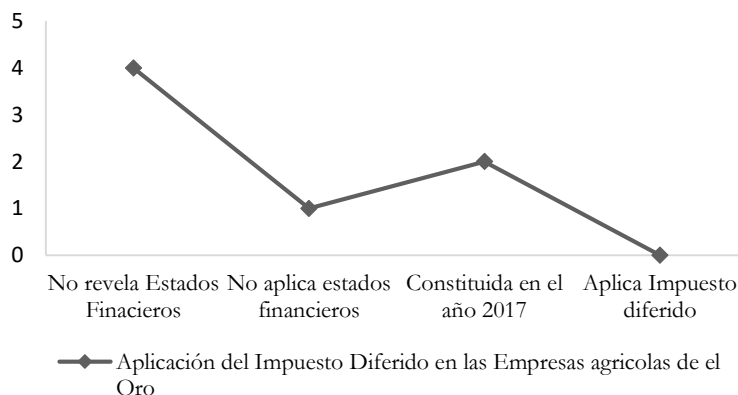 5
4
3
2
1
0
No revela Estados
Finacieros
No aplica estados
financieros
Constituida en el
año 2017
Aplica Impuesto
diferido
Aplicación del Impuesto Diferido en las Empresas agricolas de el
Oro